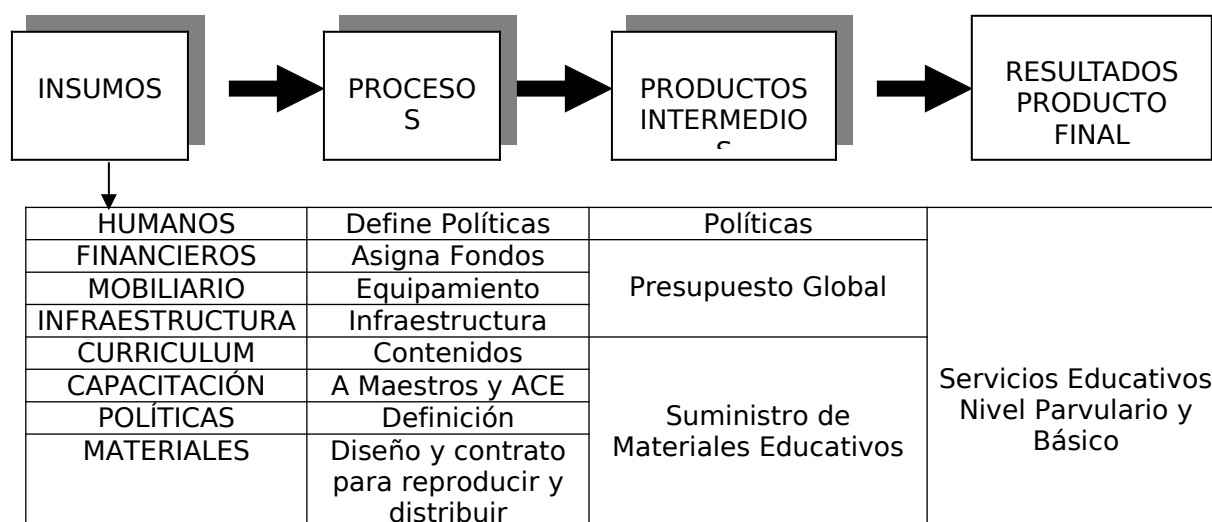 INSUMOS
PROCESO
S
PRODUCTOS
INTERMEDIO
S
RESULTADOS
PRODUCTO
FINAL
HUMANOS
Define Políticas
Políticas
FINANCIEROS
Asigna Fondos
MOBILIARIO
Equipamiento
Presupuesto Global
INFRAESTRUCTURA
Infraestructura
CURRICULUM
Contenidos
CAPACITACIÓN
A Maestros y ACE
POLÍTICAS
Definición
MATERIALES
Diseño y contrato
para reproducir y
distribuir
Suministro de
Materiales Educativos
Servicios Educativos
Nivel Parvulario y
Básico